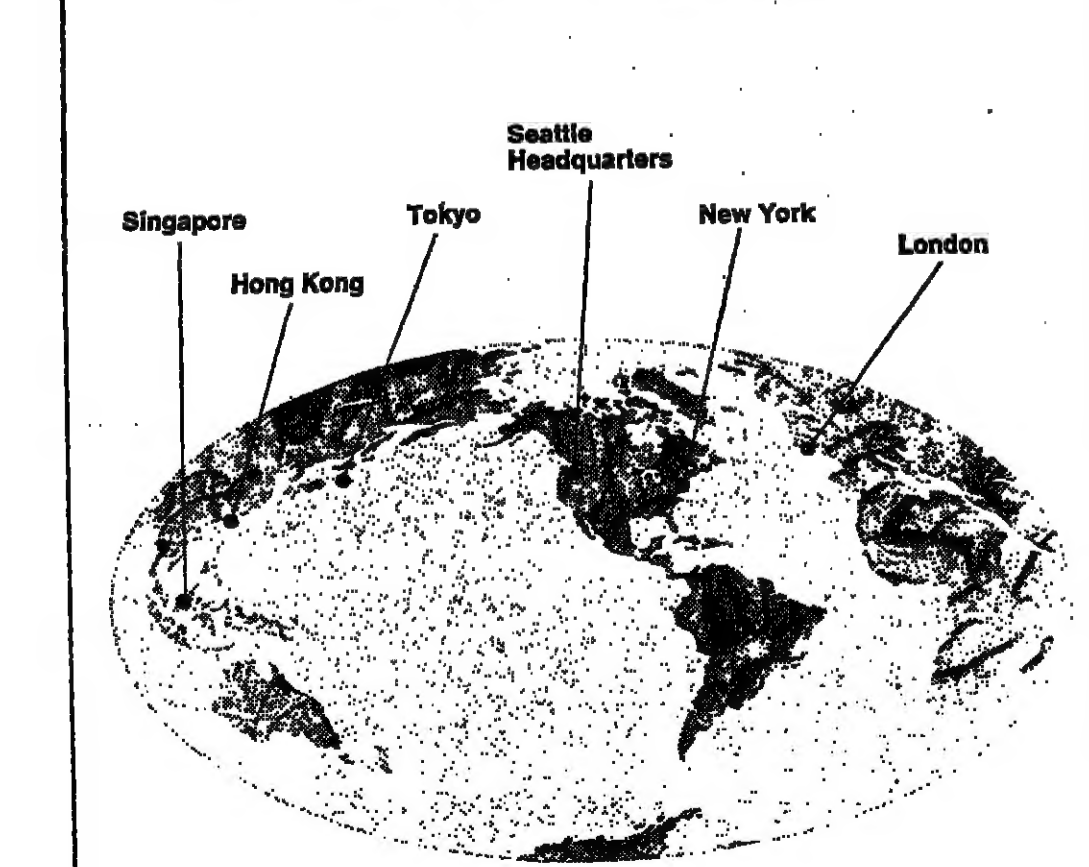 Seattle
Headquarters
Singapore
Tokyo
New York
London
Hong Kong